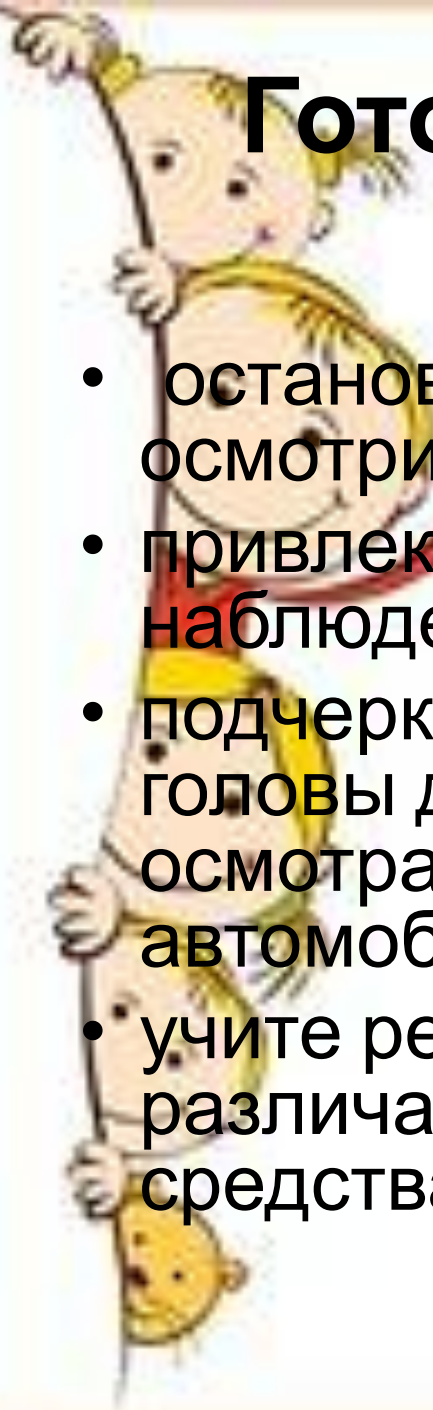 Гото
• останов
осмотри
• привлек
наблюде
• подчерк
головы д
осмотра
автомоб
• учите ре
различа
средства